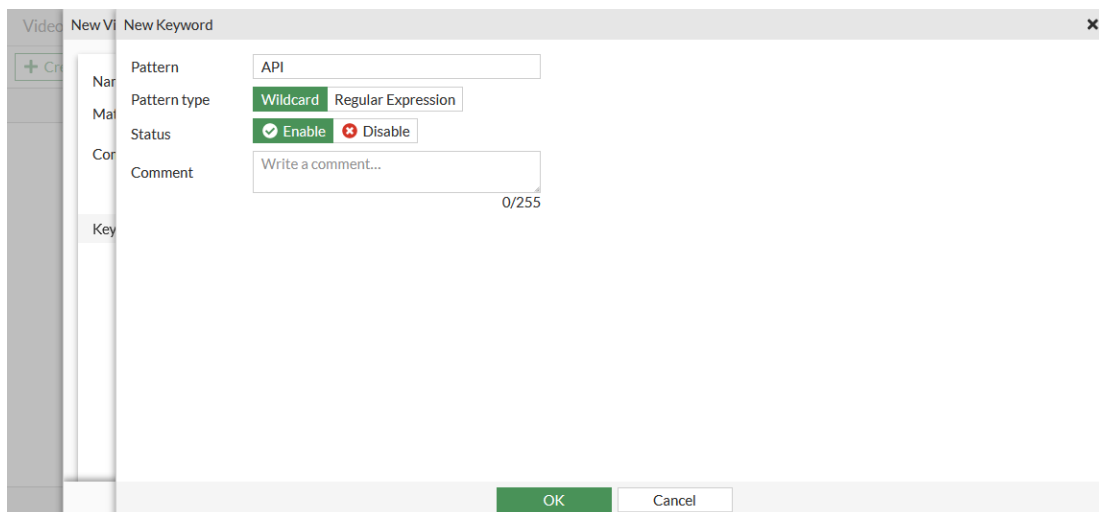 Video
New Vi
New Keyword
+ Cre
Nar
Mat
Cor
Key
Pattern
API
Pattern type
Wildcard Regular Expression
Status
Enable Disable
Comment
Write a comment...
0/255
OK Cancel